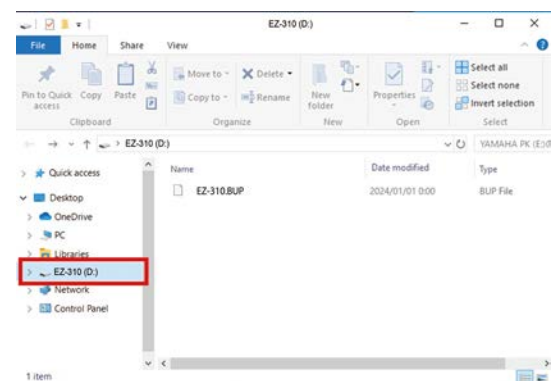 EZ-310 (D:)
File Home Share View
Pin to Quick access
Copy
Paste
Move to
Copy to
Delete
Rename
New folder
Properties
Select all
Select none
Invert selection
Clipboard Organize New Open Select
EZ-310 (D:)
YAMAHA PK (E:)
Name Date modified Type
EZ-310.BUP 2024/01/01 0:00 BUP File
Quick access
Desktop
OneDrive
PC
Libraries
EZ-310 (D:)
Network
Control Panel
1 item